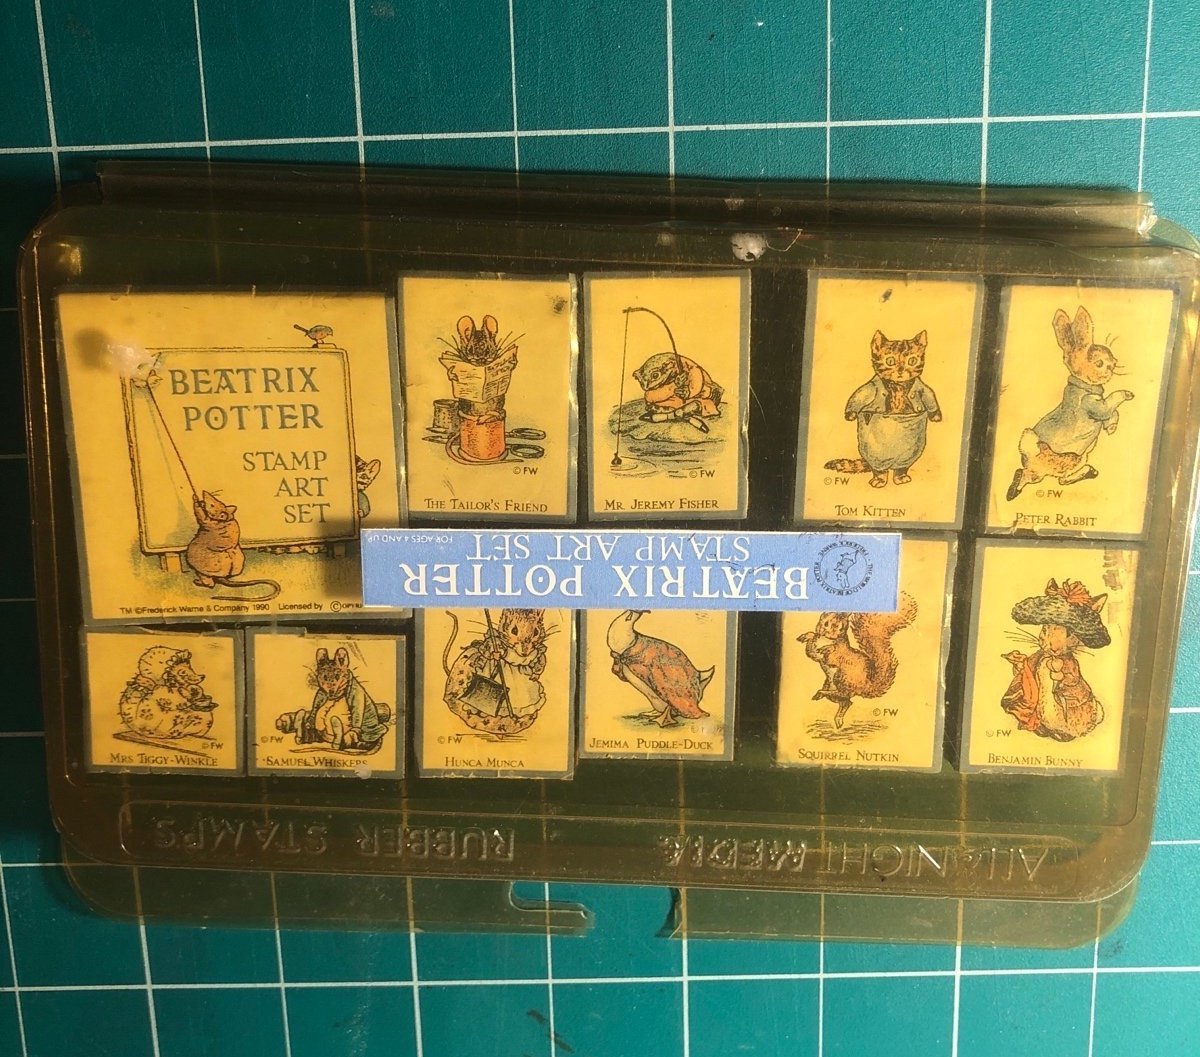 BEATRIX
POTTER
STAMP
ART
SET
TM ©Frederick Warne & Company 1990 Licensed by ©
© FW
THE TAILOR'S FRIEND
© FW
MR. JEREMY FISHER
© FW
TOM KITTEN
© FW
PETER RABBIT
BEATRIX POTTER
STAMP ART SET
FOR AGES 4 AND UP
© FW
MRS TIGGY-WINKLE
© FW
SAMUEL WHISKERS
© FW
HUNCA MUNCA
© FW
JEMIMA PUDDLE-DUCK
© FW
SQUIRREL NUTKIN
© FW
BENJAMIN BUNNY
ALL NIGHT MEDIA
RUBBER STAMPS